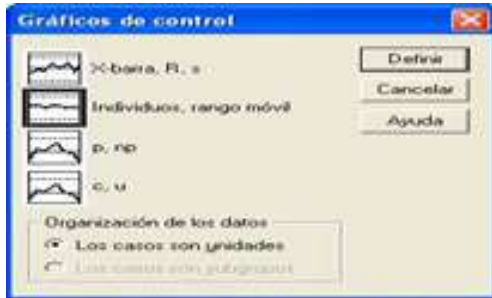 Gráficos de control
X-barra, R, s
Individuos, rango móvil
p, np
c, u
Definir
Cancelar
Ayuda
Organización de los datos
Los casos son unidades
Los casos son subgrupos